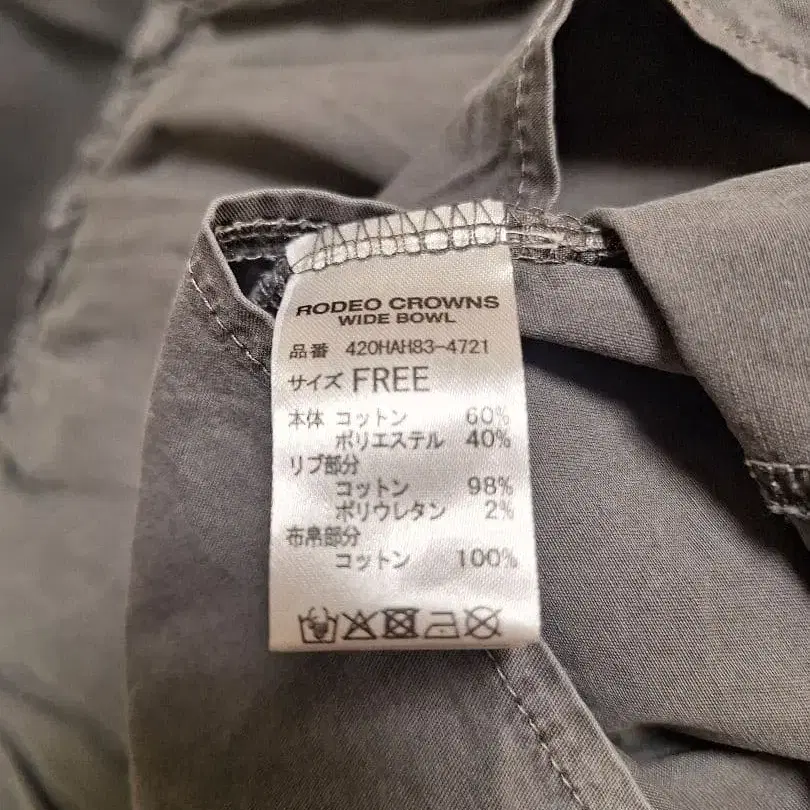 RODEO CROWNS
WIDE BOWL
品番 420HAH83-4721
サイズ FREE
本体 コットン 60%
ポリエステル 40%
リブ部分
コットン 98%
ポリウレタン 2%
布帛部分
コットン 100%